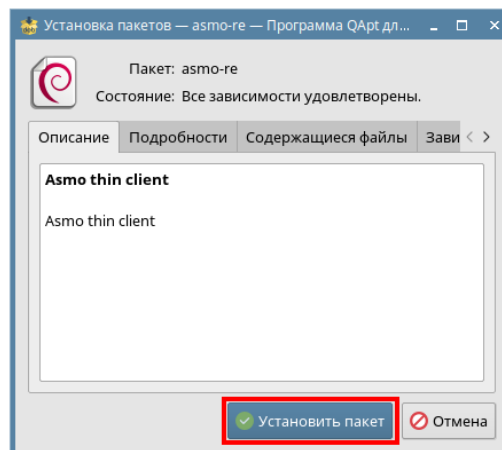 Установка пакетов — asmo-re — Программа QApt дл...
Пакет: asmo-re
Состояние: Все зависимости удовлетворены.
Описание Подробности Содержащиеся файлы Зави
Asmo thin client
Asmo thin client
Установить пакет Отмена